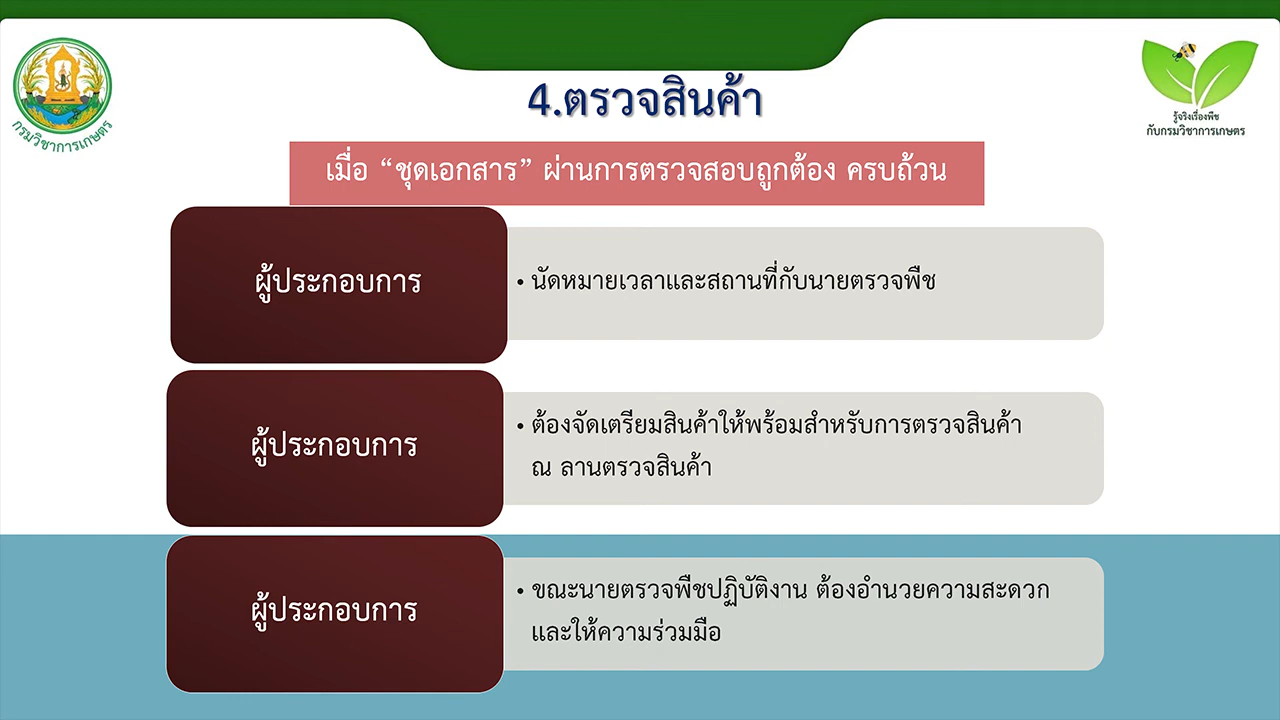 กรมวิชาการเกษตร
รู้จริงเรื่องพืช
กับกรมวิชาการเกษตร
4.ตรวจสินค้า
เมื่อ “ชุดเอกสาร” ผ่านการตรวจสอบถูกต้อง ครบถ้วน
ผู้ประกอบการ
• นัดหมายเวลาและสถานที่กับนายตรวจพืช
ผู้ประกอบการ
• ต้องจัดเตรียมสินค้าให้พร้อมสำหรับการตรวจสินค้า
ณ ลานตรวจสินค้า
ผู้ประกอบการ
• ขณะนายตรวจพืชปฏิบัติงาน ต้องอำนวยความสะดวก
และให้ความร่วมมือ